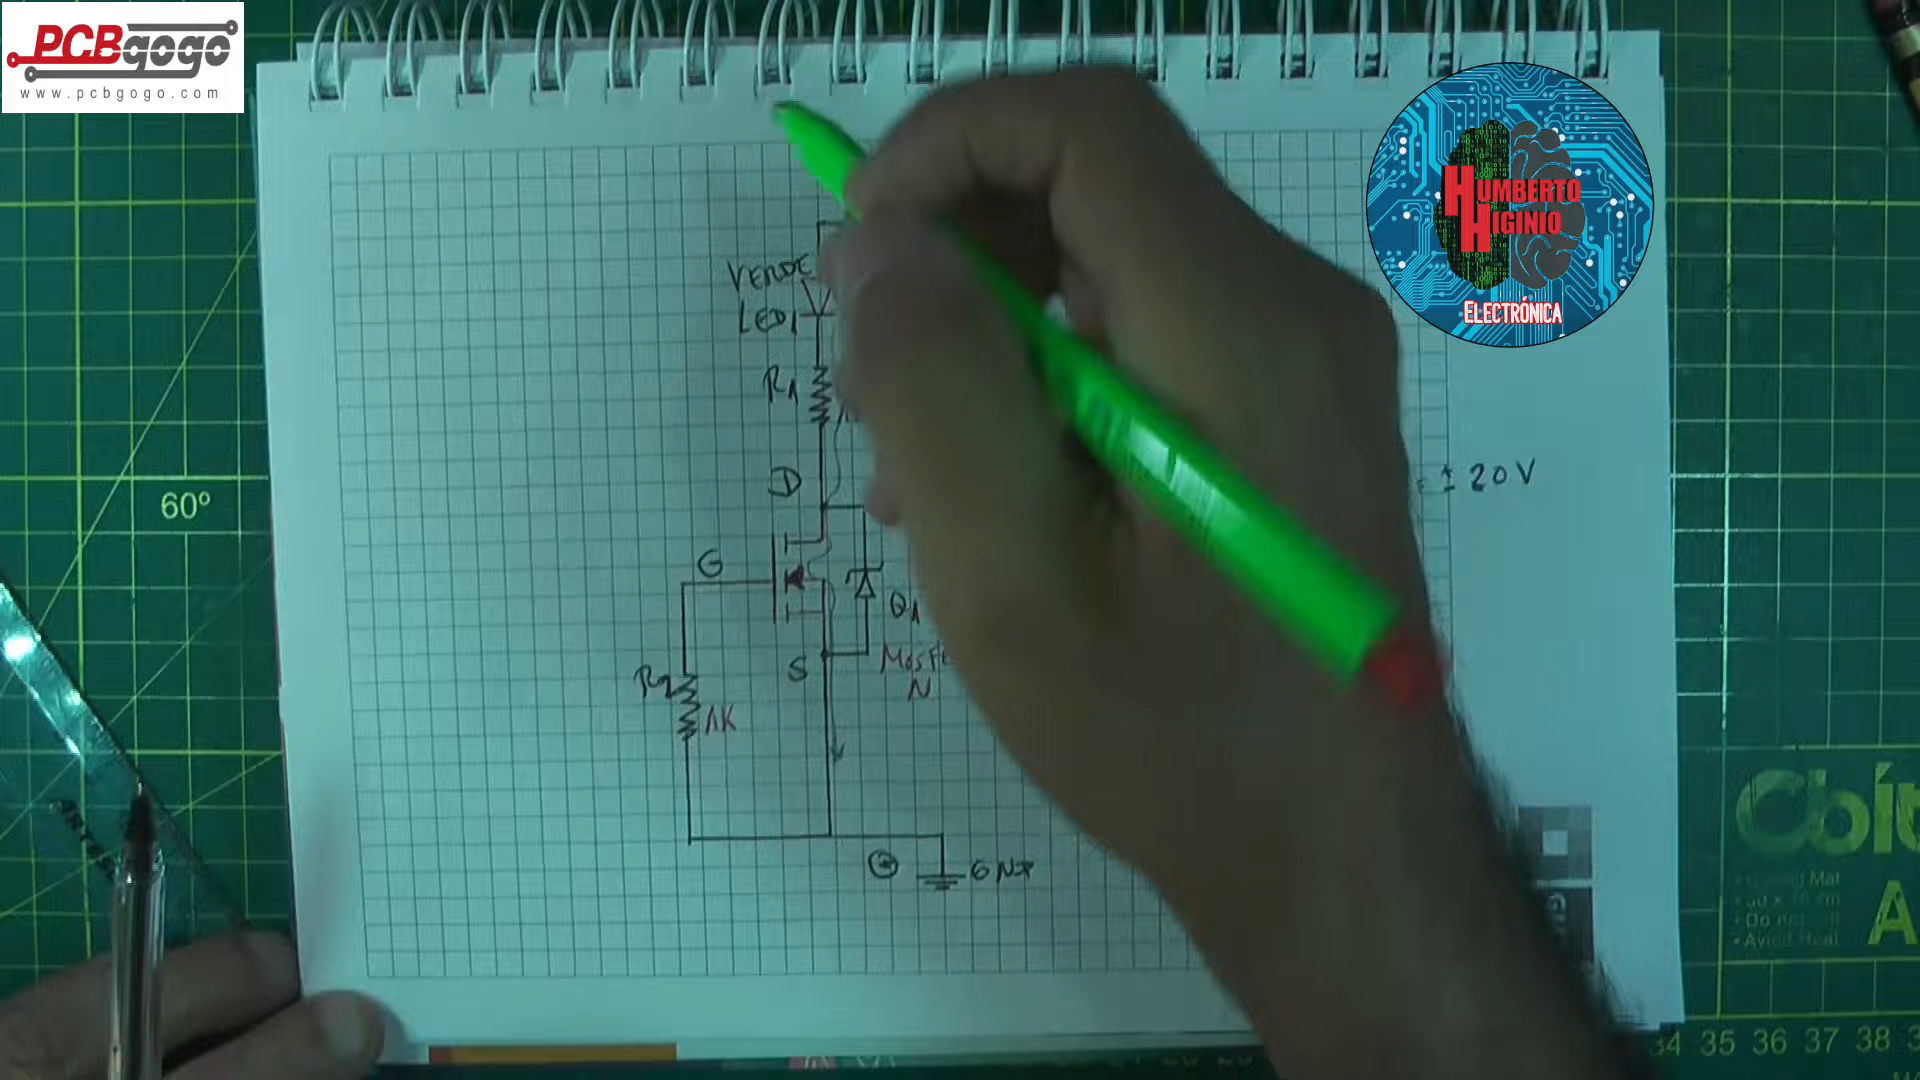 PCBgogo
www.pcbgogo.com
HUMBERTO
HIGINIO
ELECTRÓNICA
VERDE
LED1
R1
D
± 20V
60º
G
Q1
S
MOSFE
N
R2
1K
GND
A
34 35 36 37 38